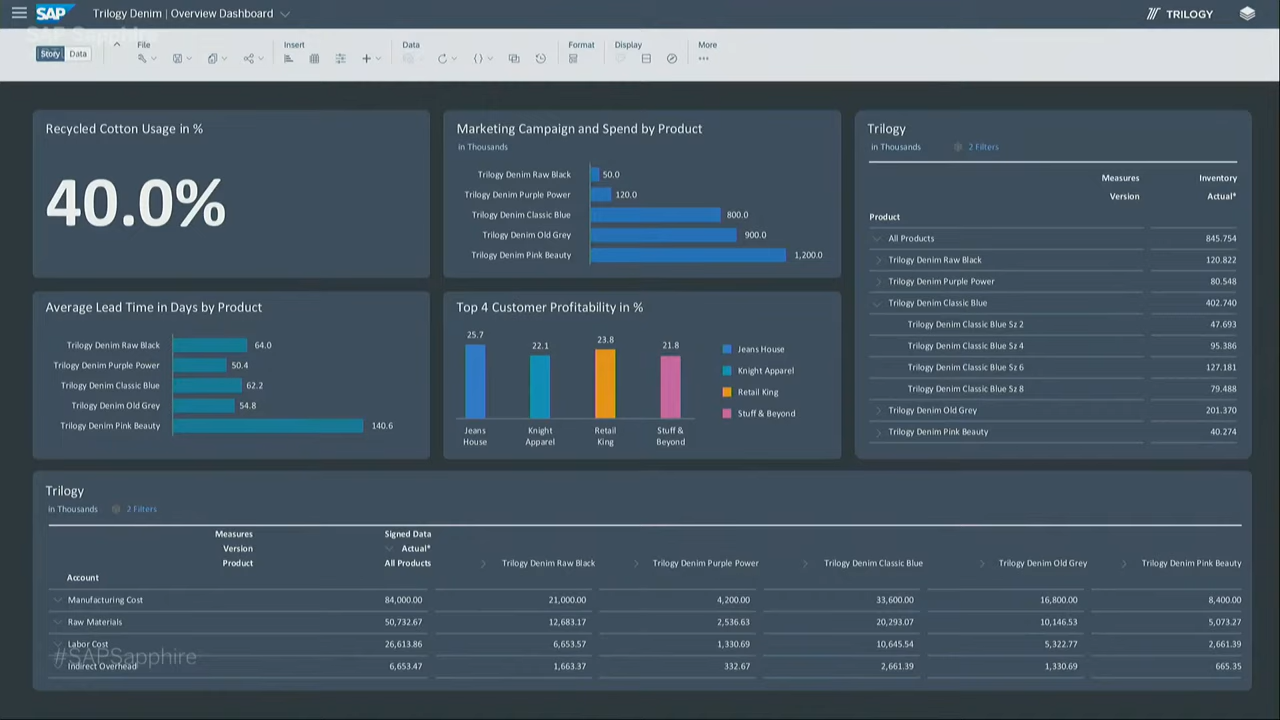 SAP Trilogy Denim | Overview Dashboard
TRILOGY
SAP Sapphire
Story Data
File Insert Data Format Display More
Recycled Cotton Usage in %
40.0%
Marketing Campaign and Spend by Product
in Thousands
Trilogy Denim Raw Black 50.0
Trilogy Denim Purple Power 120.0
Trilogy Denim Classic Blue 800.0
Trilogy Denim Old Grey 900.0
Trilogy Denim Pink Beauty 1,200.0
Trilogy
in Thousands 2 Filters
Measures Inventory
Version Actual*
Product
All Products 845.754
Trilogy Denim Raw Black 120.822
Trilogy Denim Purple Power 80.548
Trilogy Denim Classic Blue 402.740
Trilogy Denim Classic Blue Sz 2 47.693
Trilogy Denim Classic Blue Sz 4 95.386
Trilogy Denim Classic Blue Sz 6 127.181
Trilogy Denim Classic Blue Sz 8 79.488
Trilogy Denim Old Grey 201.370
Trilogy Denim Pink Beauty 40.274
Average Lead Time in Days by Product
Trilogy Denim Raw Black 64.0
Trilogy Denim Purple Power 50.4
Trilogy Denim Classic Blue 62.2
Trilogy Denim Old Grey 54.8
Trilogy Denim Pink Beauty 140.6
Top 4 Customer Profitability in %
25.7 22.1 23.8 21.8
Jeans House
Knight Apparel
Retail King
Stuff & Beyond
Jeans Knight Retail Stuff &
House Apparel King Beyond
Trilogy
in Thousands 2 Filters
Measures Signed Data
Version Actual*
Product All Products Trilogy Denim Raw Black Trilogy Denim Purple Power Trilogy Denim Classic Blue Trilogy Denim Old Grey Trilogy Denim Pink Beauty
Account
Manufacturing Cost 84,000.00 21,000.00 4,200.00 33,600.00 16,800.00 8,400.00
Raw Materials 50,732.67 12,683.17 2,536.63 20,293.07 10,146.53 5,073.27
Labor Cost 26,613.86 6,653.57 1,330.69 10,645.54 5,322.77 2,661.39
#SAPSapphire
Indirect Overhead 6,653.47 1,663.37 332.67 2,661.39 1,330.69 665.35